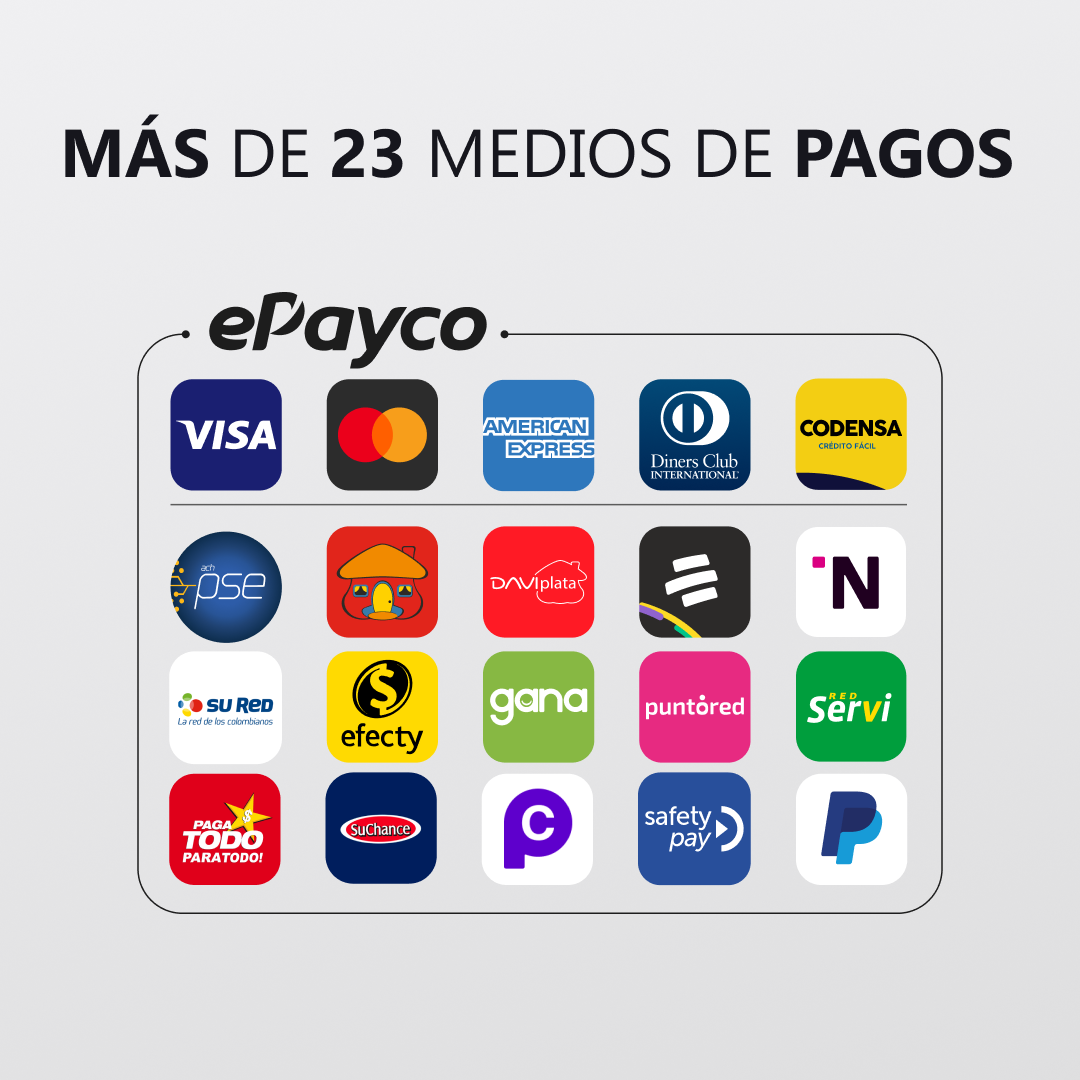 MÁS DE 23 MEDIOS DE PAGOS
ePayco
VISA
AMERICAN
EXPRESS
Diners Club
INTERNATIONAL
CODENSA
CRÉDITO FÁCIL
ach
pse
DAVIplata
N
su Red
La red de los colombianos
$
efecty
gana
puntored
RED
Servi
$
PAGA
TODO
PARATODO!
SuChance
C
safety
pay
P